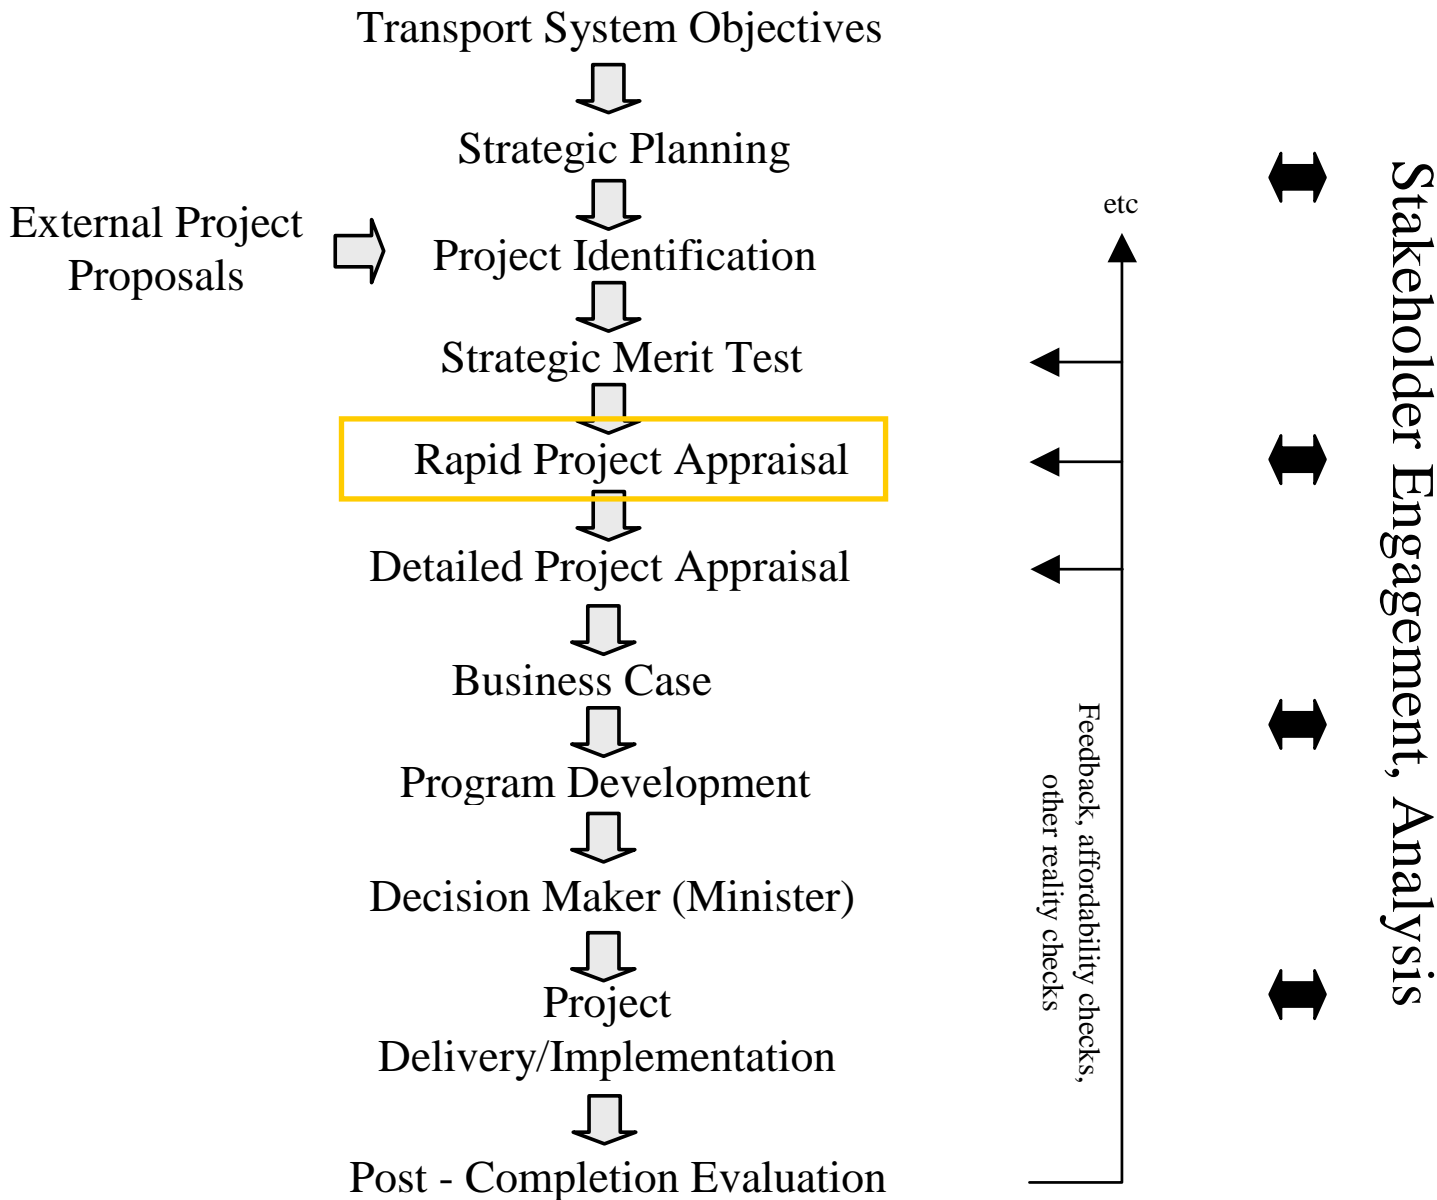 Transport System Objectives
Strategic Planning
External Project
Proposals
Project Identification
Strategic Merit Test
Rapid Project Appraisal
Detailed Project Appraisal
Business Case
Program Development
Decision Maker (Minister)
Project
Delivery/Implementation
Post - Completion Evaluation
etc
Feedback, affordability checks,
other reality checks
Stakeholder Engagement, Analysis